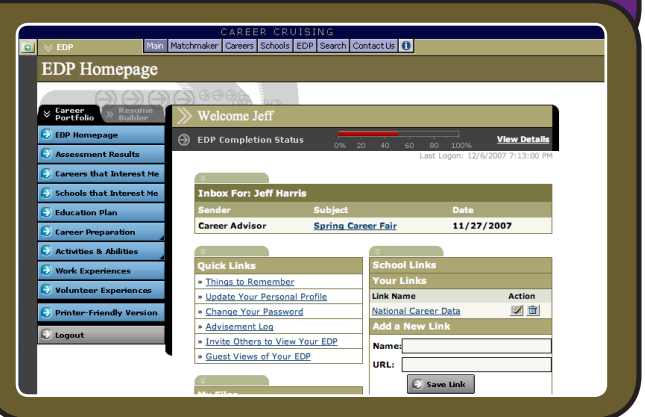 CAREER CRUISING
EDP
Main Matchmaker Careers Schools EDP Search Contact Us
EDP Homepage
Career Portfolio
Resume Builder
EDP Homepage
Assessment Results
Careers that Interest Me
Schools that Interest Me
Education Plan
Career Preparation
Activities & Abilities
Work Experiences
Volunteer Experiences
Printer-Friendly Version
Logout
Welcome Jeff
EDP Completion Status
0% 20 40 60 80 100%
View Details
Last Logon: 12/6/2007 7:13:00 PM
Inbox For: Jeff Harris
Sender Subject Date
Career Advisor Spring Career Fair 11/27/2007
Quick Links
» Things to Remember
» Update Your Personal Profile
» Change Your Password
» Advisement Log
» Invite Others to View Your EDP
» Guest Views of Your EDP
My Files
School Links
Your Links
Link Name Action
National Career Data
Add a New Link
Name:
URL:
Save Link